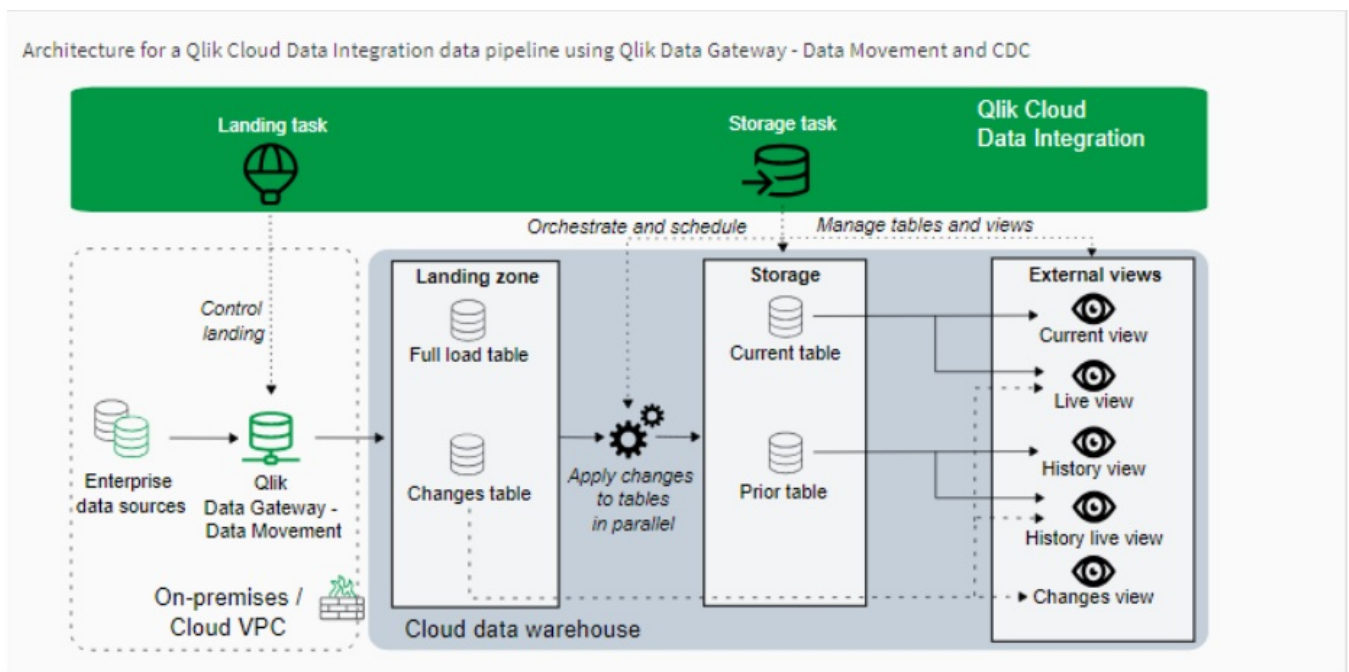 Architecture for a Qlik Cloud Data Integration data pipeline using Qlik Data Gateway - Data Movement and CDC
Landing task
Storage task
Qlik Cloud
Data Integration
Orchestrate and schedule
Manage tables and views
Control
landing
Enterprise
data sources
Qlik
Data Gateway -
Data Movement
On-premises /
Cloud VPC
Landing zone
Full load table
Changes table
Apply changes
to tables
in parallel
Storage
Current table
Prior table
External views
Current view
Live view
History view
History live view
Changes view
Cloud data warehouse